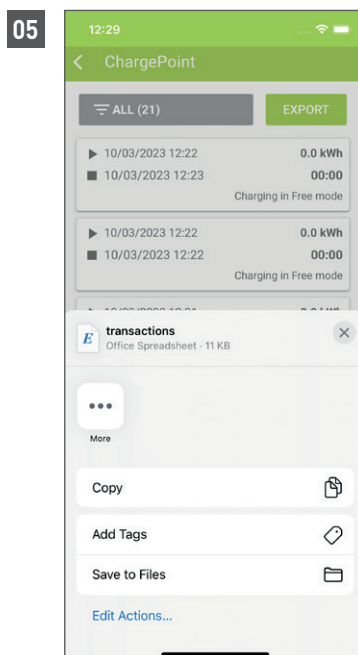 05
12:29
ChargePoint
ALL (21)
EXPORT
10/03/2023 12:22 0.0 kWh
10/03/2023 12:23 00:00
Charging in Free mode
10/03/2023 12:22 0.0 kWh
10/03/2023 12:22 00:00
Charging in Free mode
E transactions
Office Spreadsheet · 11 KB
More
Copy
Add Tags
Save to Files
Edit Actions...